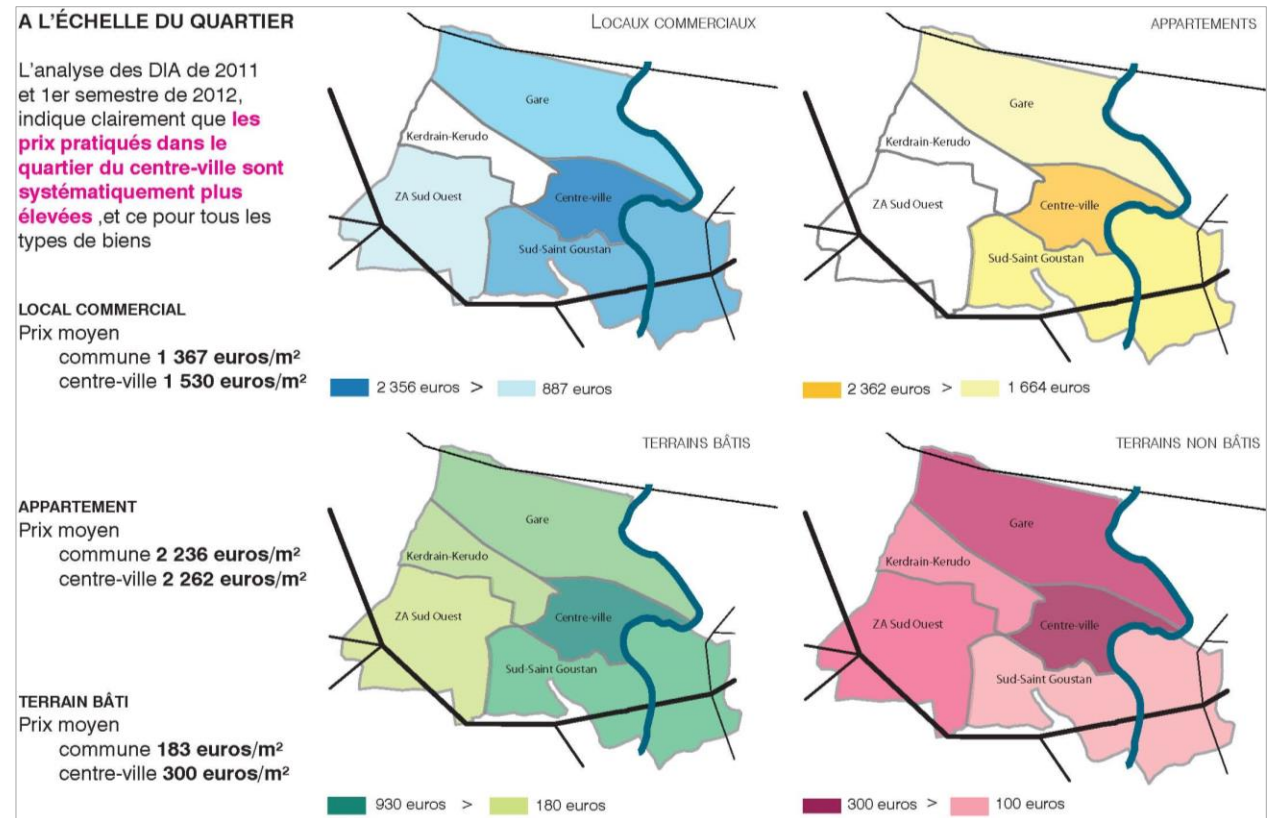 A L'ÉCHELLE DU QUARTIER
L'analyse des DIA de 2011
et 1er semestre de 2012,
indique clairement que les
prix pratiqués dans le
quartier du centre-ville sont
systématiquement plus
élevées ,et ce pour tous les
types de biens
LOCAL COMMERCIAL
Prix moyen
commune 1 367 euros/m²
centre-ville 1 530 euros/m²
APPARTEMENT
Prix moyen
commune 2 236 euros/m²
centre-ville 2 262 euros/m²
TERRAIN BÂTI
Prix moyen
commune 183 euros/m²
centre-ville 300 euros/m²
LOCAUX COMMERCIAUX
Gare
Kerdrain-Kerudo
ZA Sud Ouest
Centre-ville
Sud-Saint Goustan
2 356 euros > 887 euros
APPARTEMENTS
Gare
Kerdrain-Kerudo
ZA Sud Ouest
Centre-ville
Sud-Saint Goustan
2 362 euros > 1 664 euros
TERRAINS BÂTIS
Gare
Kerdrain-Kerudo
ZA Sud Ouest
Centre-ville
Sud-Saint Goustan
930 euros > 180 euros
TERRAINS NON BÂTIS
Gare
Kerdrain-Kerudo
ZA Sud Ouest
Centre-ville
Sud-Saint Goustan
300 euros > 100 euros